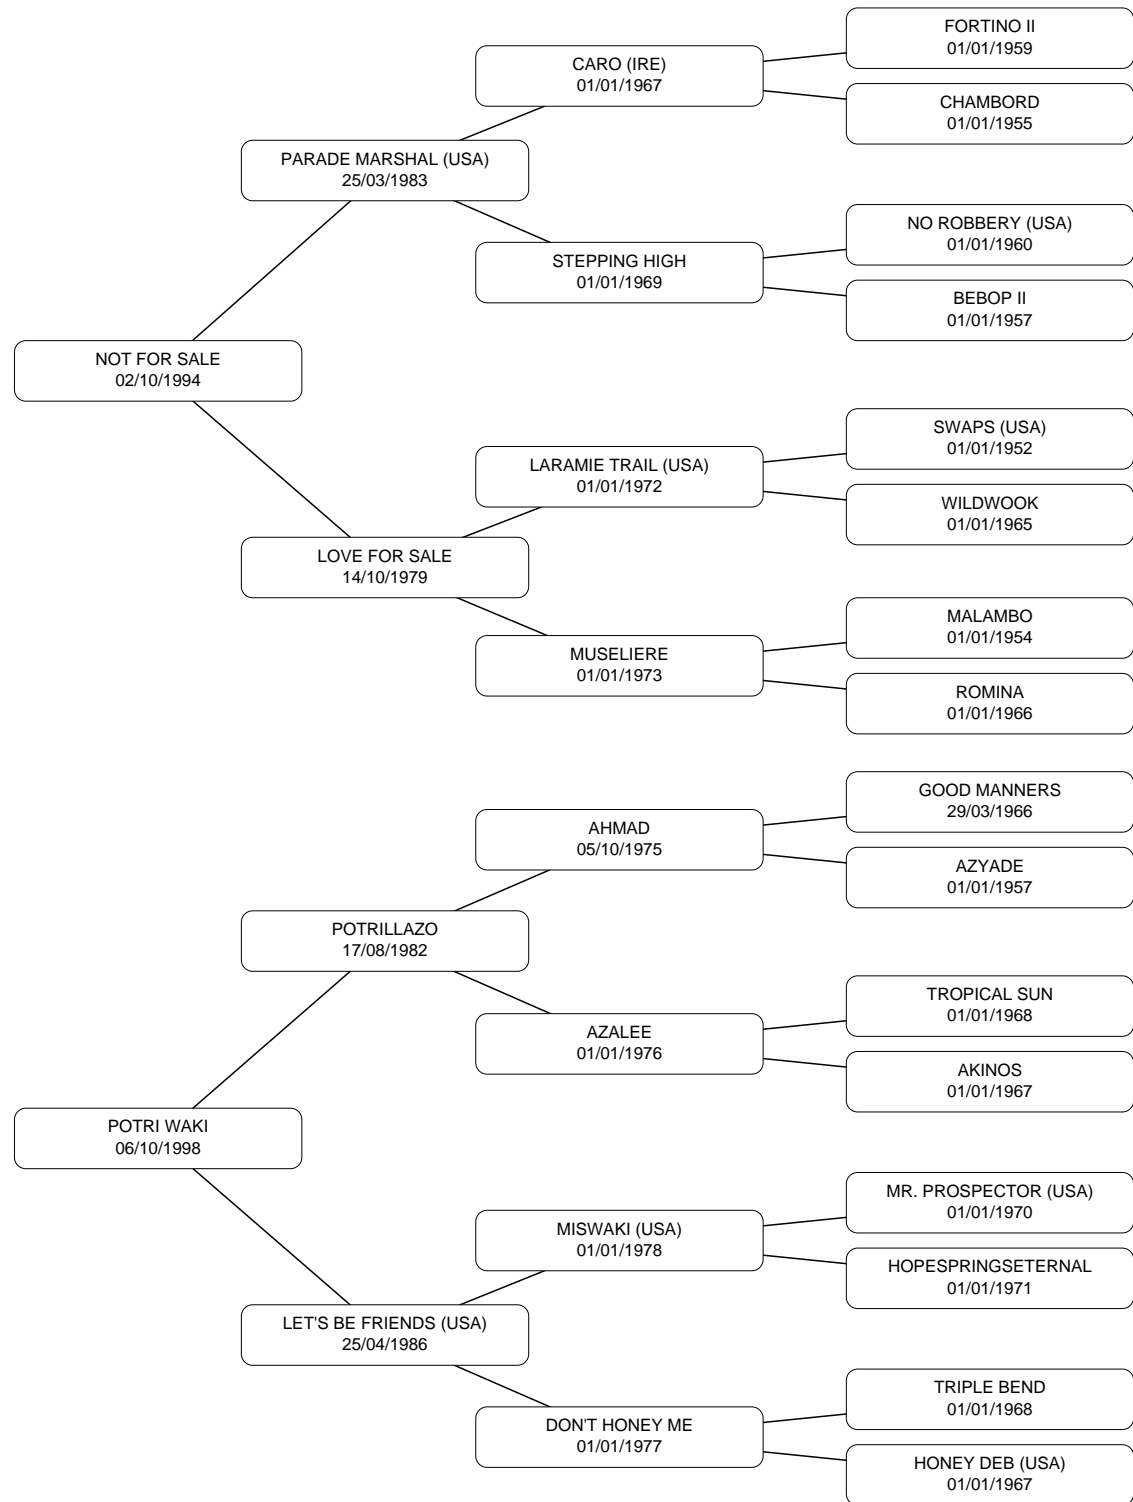 FORTINO II
01/01/1959
CARO (IRE)
01/01/1967
CHAMBORD
01/01/1955
PARADE MARSHAL (USA)
25/03/1983
NO ROBBERY (USA)
01/01/1960
STEPPING HIGH
01/01/1969
BEBOP II
01/01/1957
NOT FOR SALE
02/10/1994
SWAPS (USA)
01/01/1952
LARAMIE TRAIL (USA)
01/01/1972
WILDWOOK
01/01/1965
LOVE FOR SALE
14/10/1979
MALAMBO
01/01/1954
MUSELIERE
01/01/1973
ROMINA
01/01/1966
GOOD MANNERS
29/03/1966
AHMAD
05/10/1975
AZYADE
01/01/1957
POTRILLAZO
17/08/1982
TROPICAL SUN
01/01/1968
AZALEE
01/01/1976
AKINOS
01/01/1967
POTRI WAKI
06/10/1998
MR. PROSPECTOR (USA)
01/01/1970
MISWAKI (USA)
01/01/1978
HOPESPRINGSETERNAL
01/01/1971
LET'S BE FRIENDS (USA)
25/04/1986
TRIPLE BEND
01/01/1968
DON'T HONEY ME
01/01/1977
HONEY DEB (USA)
01/01/1967